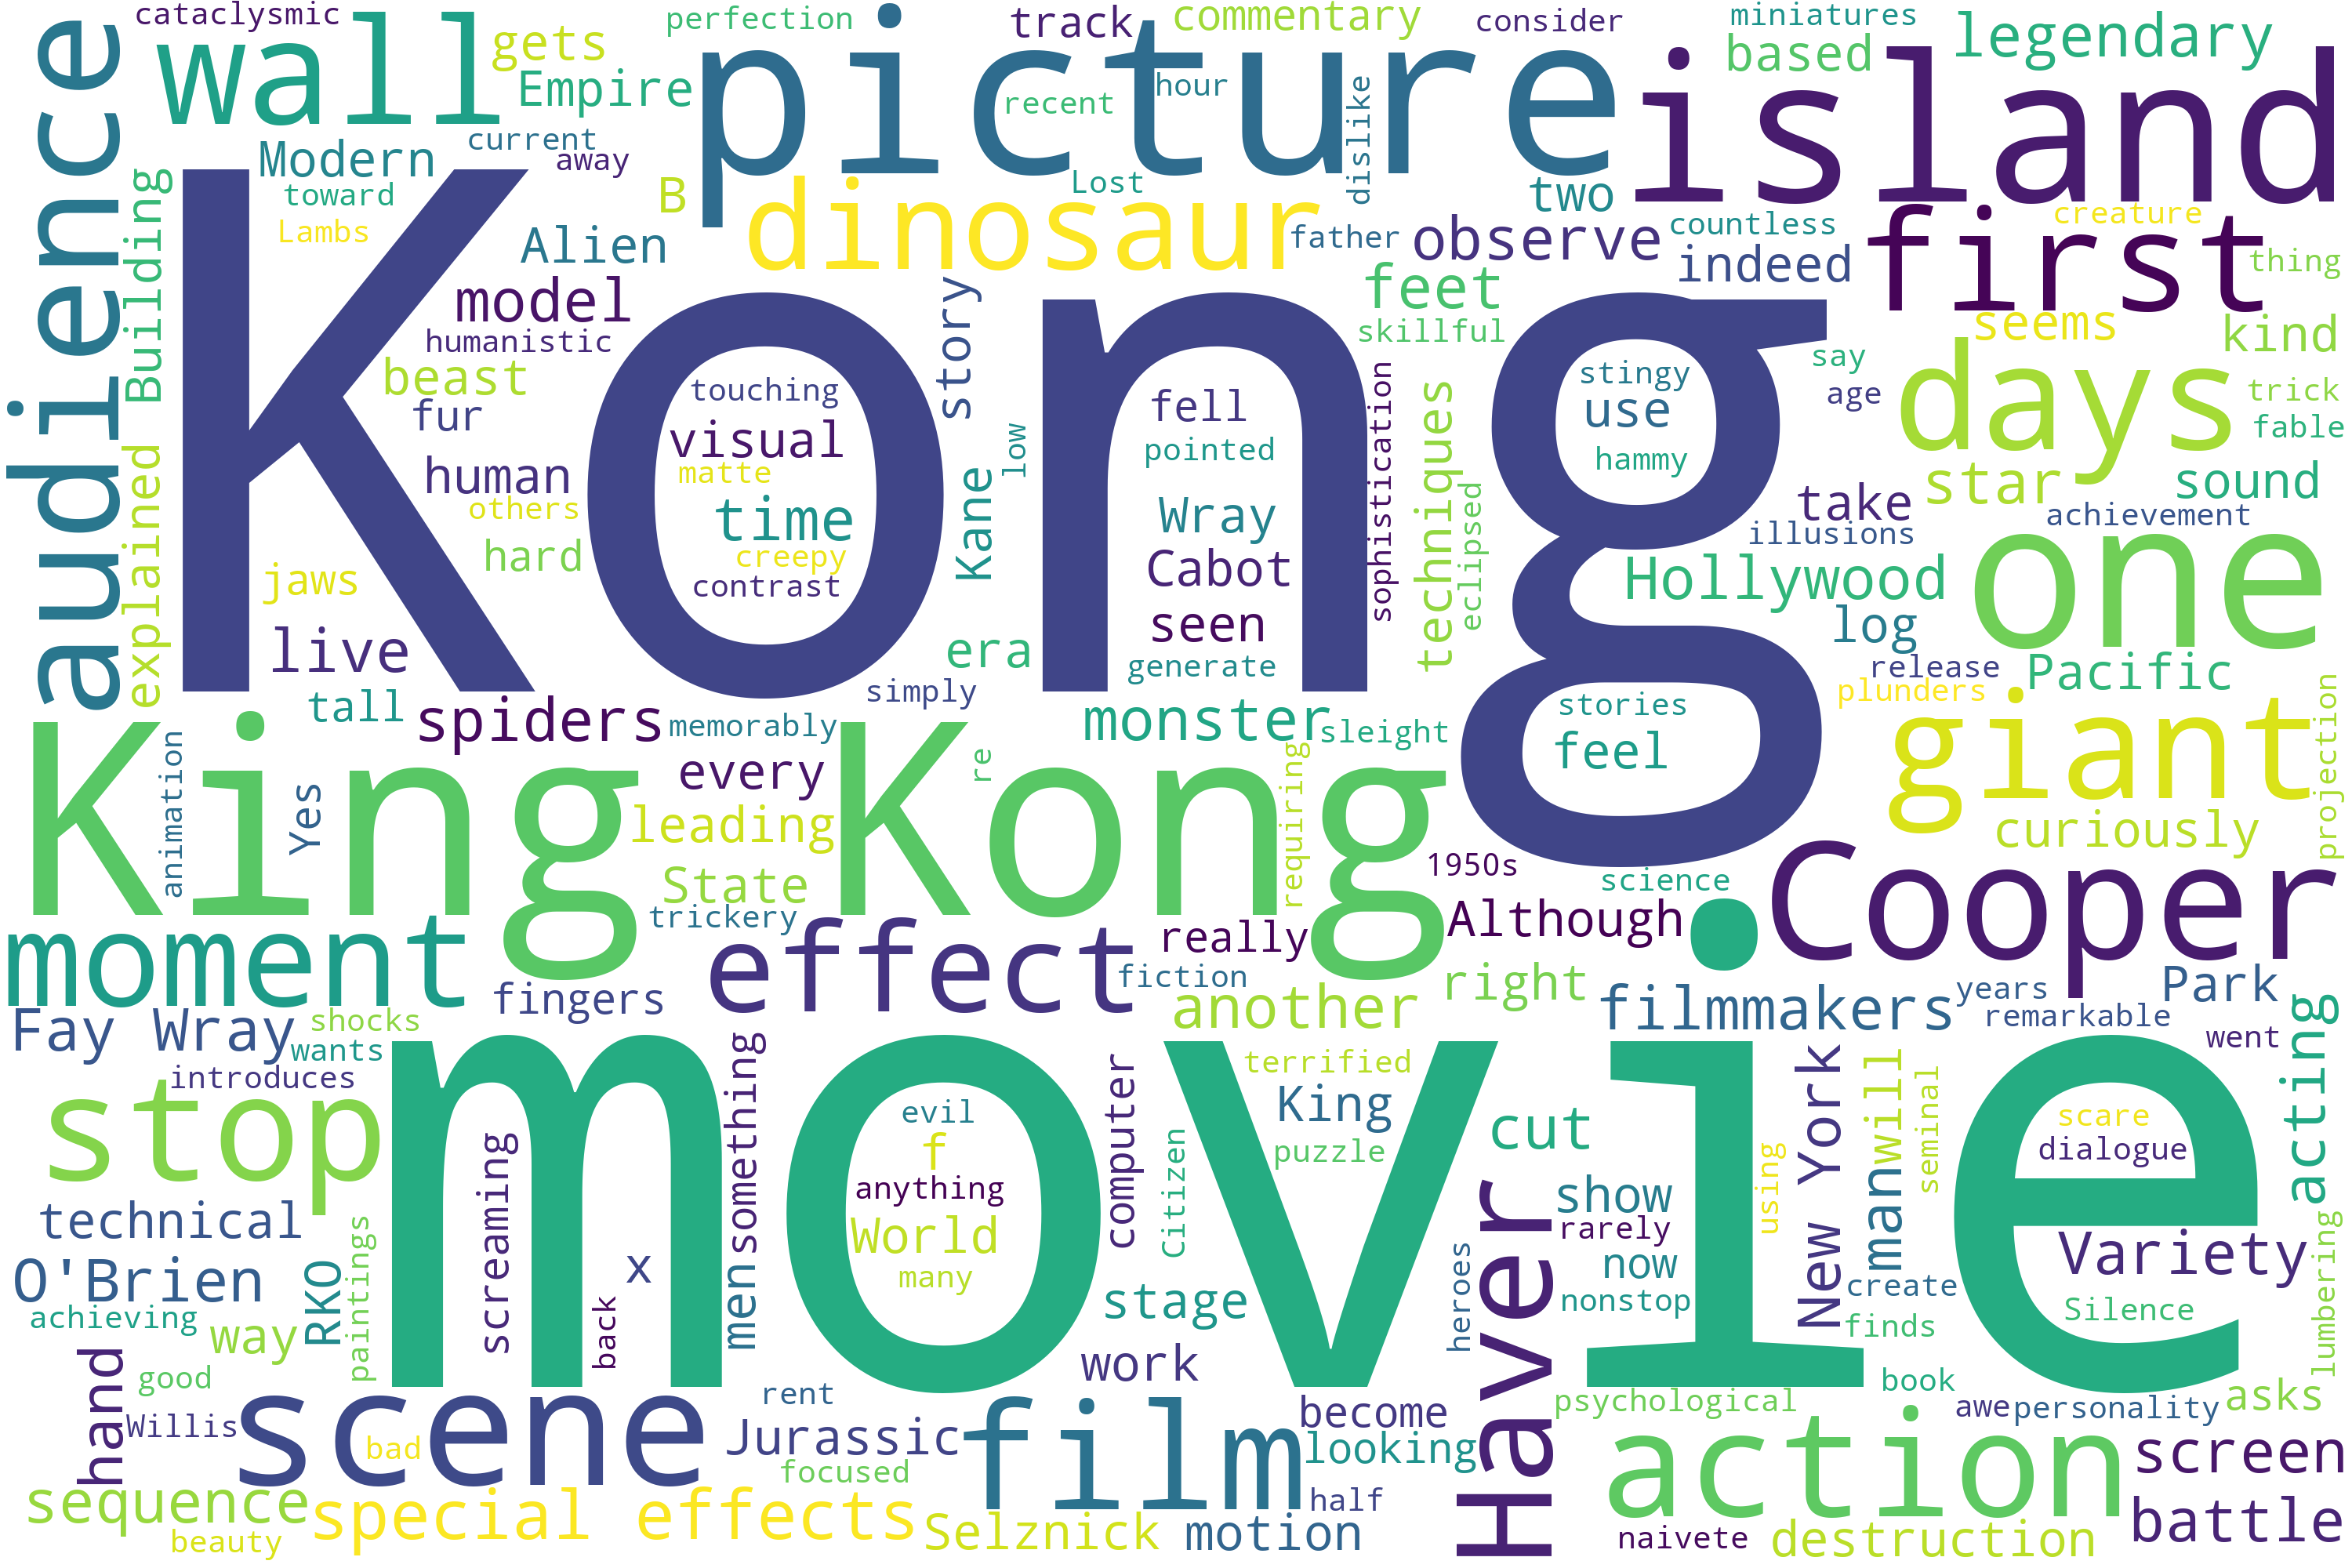 cataclysmic
perfection
track
commentary
consider
miniatures
audience
wall
gets
Empire
picture
recent
hour
dislike
based
legendary
island
Modern
current
away
toward
Lambs
Building
B
Alien
dinosaur
Lost
father
two
observe
countless
indeed
first
creature
thing
Kong
model
humanistic
beast
fur
human
others
hard
story
low
Kane
feet
skillful
seems
kind
say
age
days
trick
fable
touching
visual
matte
time
creepy
contrast
fell
pointed
Wray
Cabot
seen
generate
sophistication
techniques
eclipsed
stingy
use
hammy
star
sound
take
illusions
achievement
explained
jaws
live
tall
spiders
era
simply
Hollywood
log
one
release
Pacific
plunders
stories
feel
giant
projection
curiously
King Kong
animation
Yes
memorably
every
leading
State
trickery
re
monster
sleight
requiring
1950s
science
Although
Cooper
moment
fingers
effect
really
fiction
another
right
filmmakers
years
remarkable
Park
went
acting
Fay Wray
shocks
wants
introduces
stop
movie
screaming
something
x
men
back
evil
f
anything
World
many
computer
Citizen
terrified
King
puzzle
stage
work
heroes
Haver
cut
show
rarely
now
nonstop
using
New York
man
will
seminal
create
finds
scare
dialogue
Variety
Silence
lumbering
technical
O'Brien
achieving
RKO
paintings
way
hand
good
Willis
bad
scene
rent
Jurassic
focused
film
become
looking
half
psychological
book
awe
personality
asks
action
screen
sequence
beauty
special effects
Selznick
motion
naivete
destruction
battle